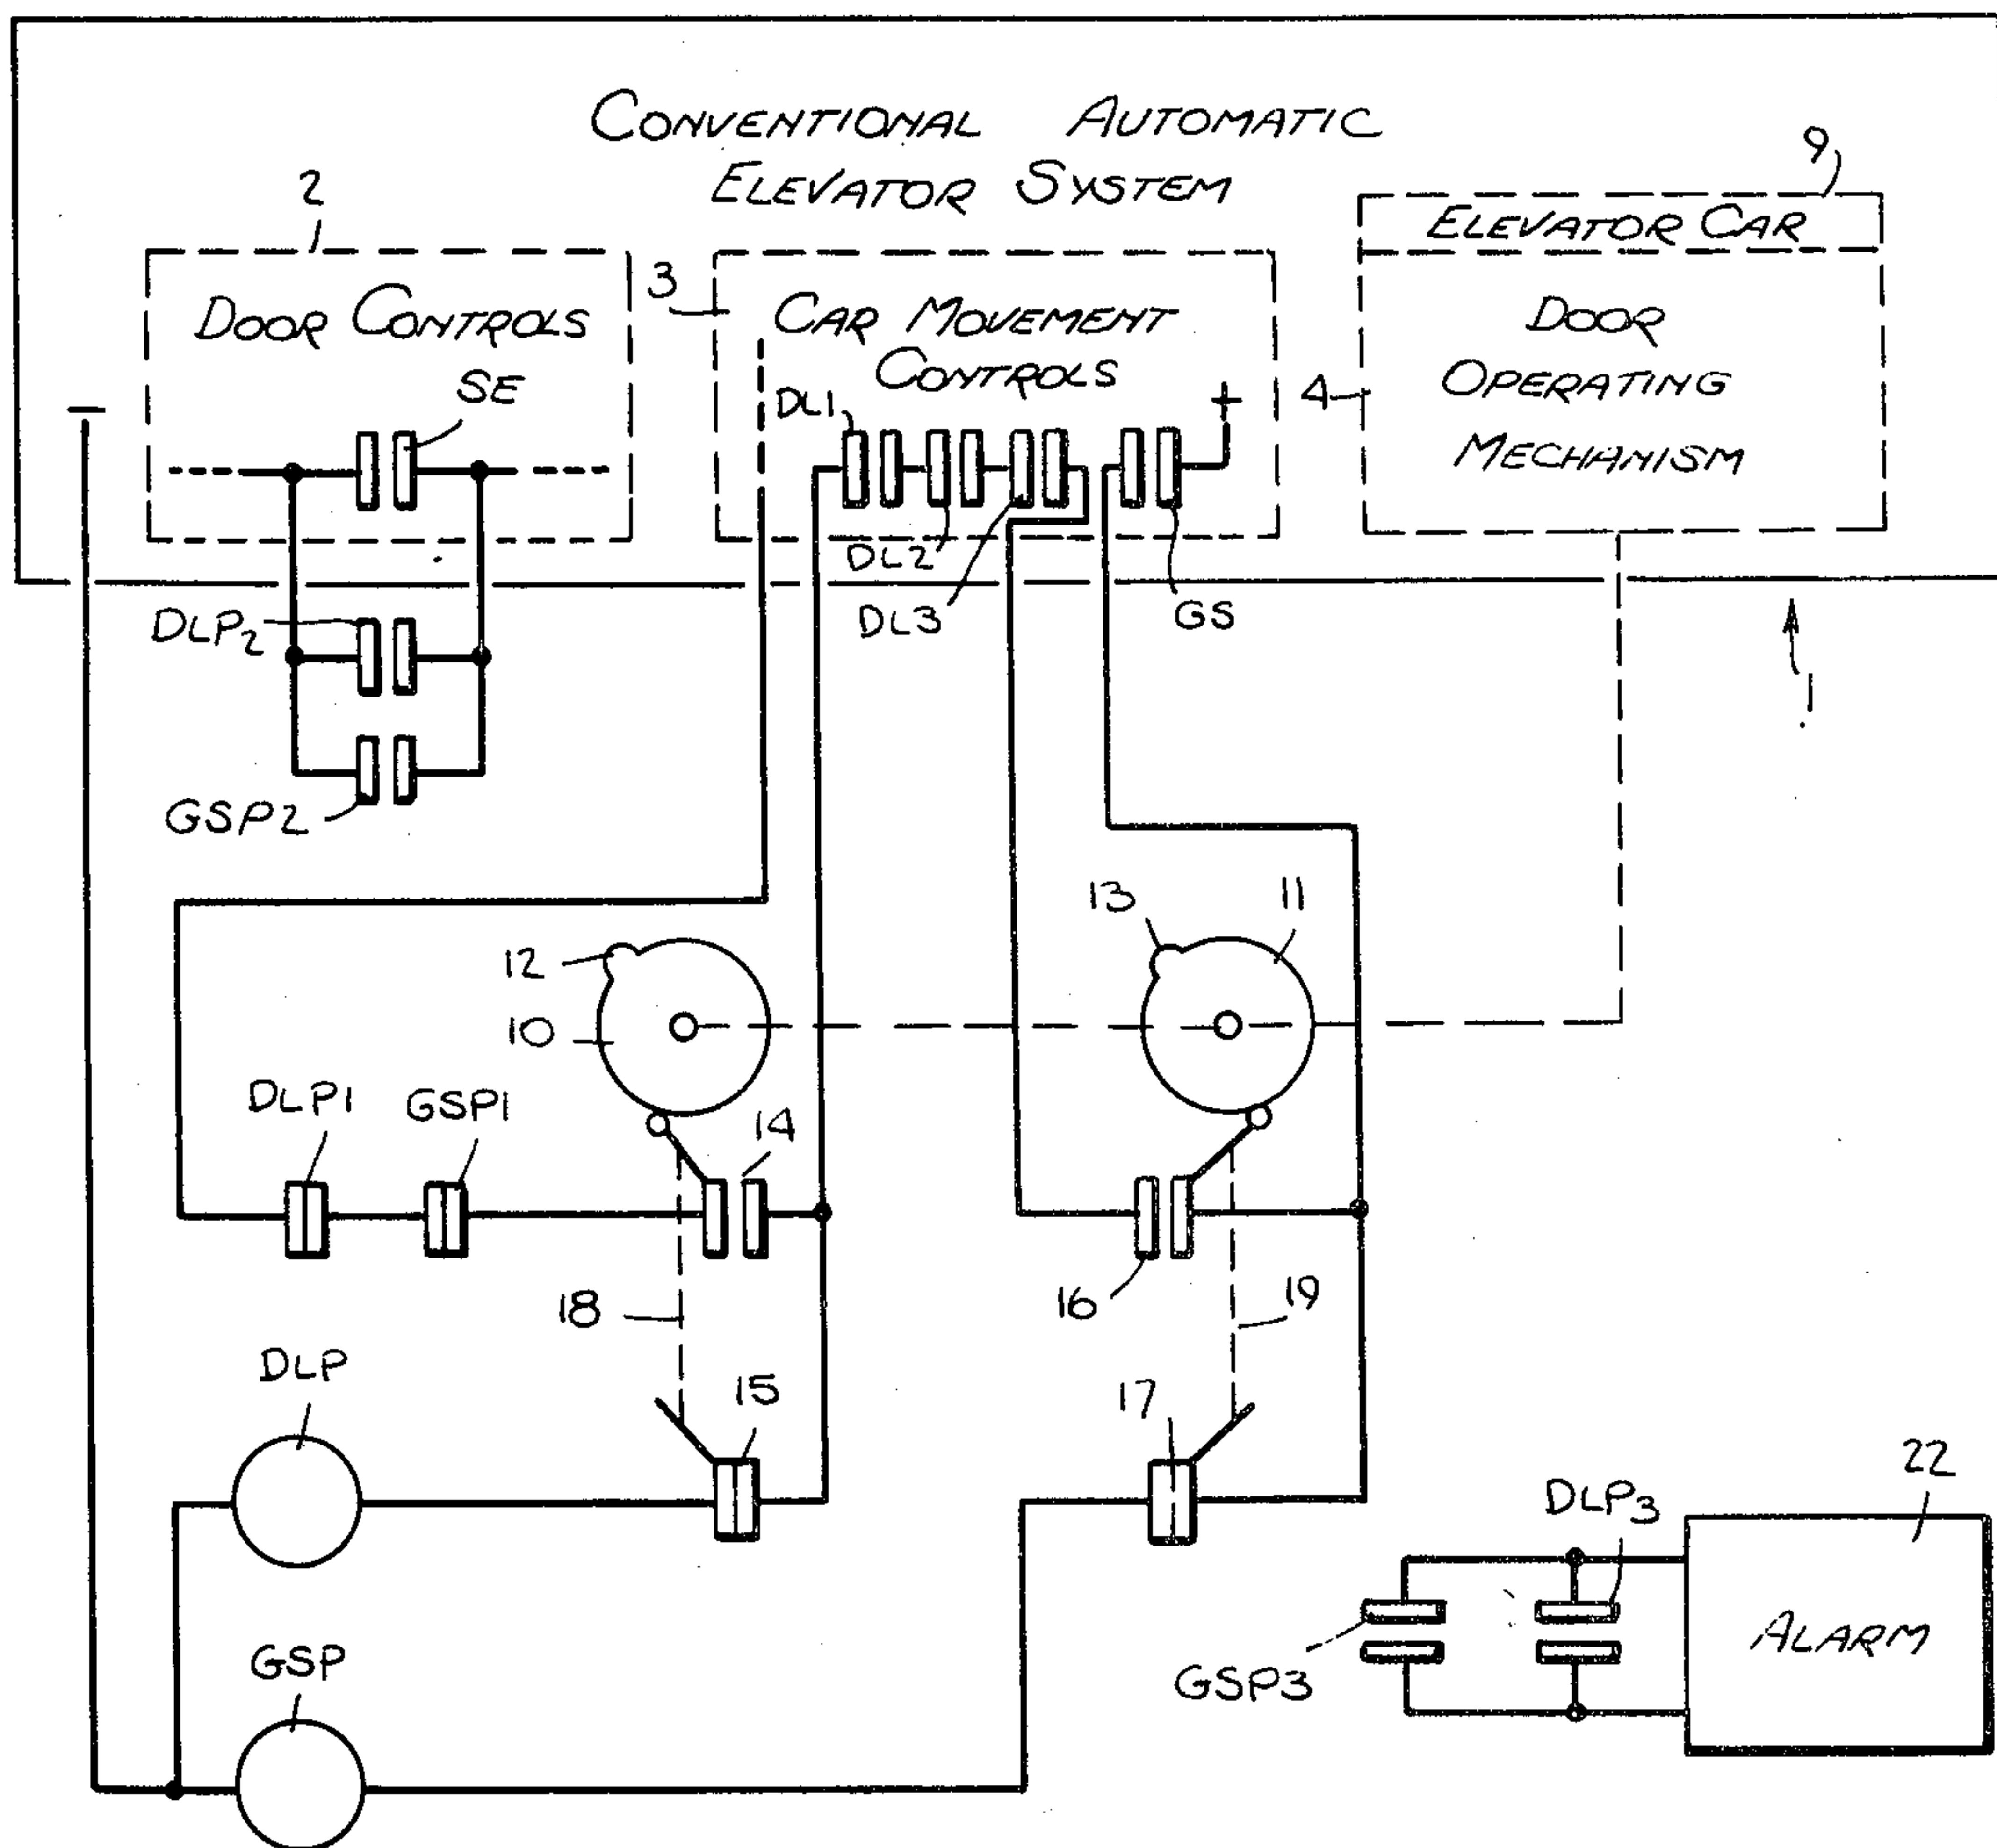 CONVENTIONAL AUTOMATIC
ELEVATOR SYSTEM
2
9
ELEVATOR CAR
DOOR CONTROLS
SE
3
CAR MOVEMENT
CONTROLS
DOOR
OPERATING
MECHANISM
4
−
+
DL1
DL2
DL3
GS
DLP2
GSP2
1
12
10
13
11
DLP1
GSP1
14
16
18
19
DLP
15
17
GSP
DLP3
22
GSP3
ALARM